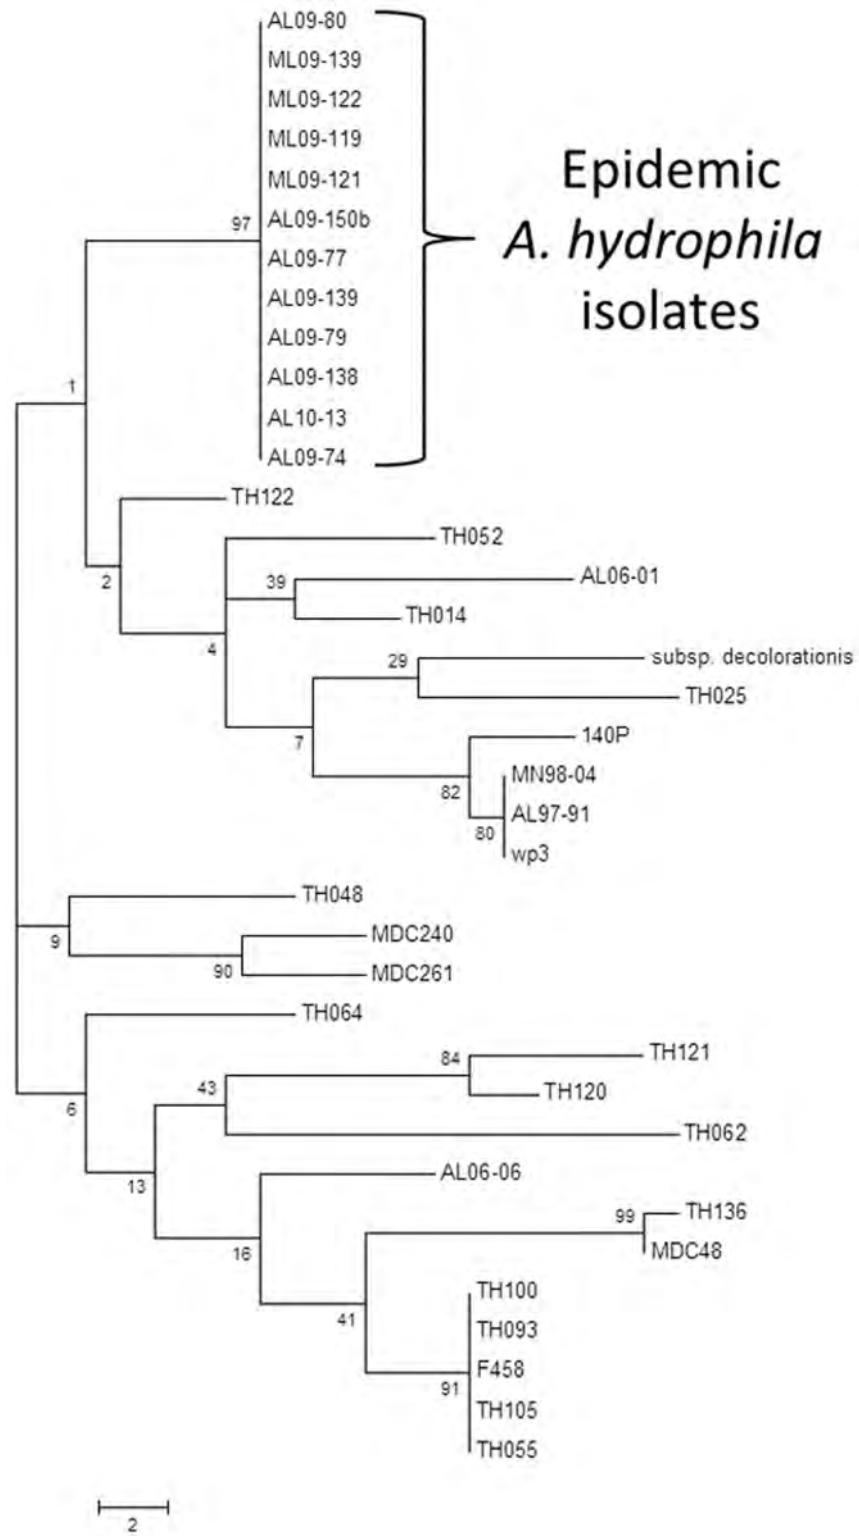 AL09-80
ML09-139
ML09-122
ML09-119
ML09-121
AL09-150b
AL09-77
AL09-139
AL09-79
AL09-138
AL10-13
AL09-74
97
Epidemic
A. hydrophila
isolates
1
TH122
2
TH052
39
AL06-01
TH014
4
29
subsp. decolorationis
TH025
7
140P
82
MN98-04
AL97-91
80
wp3
TH048
9
MDC240
90
MDC261
TH064
6
84
TH121
TH120
43
TH062
13
AL06-06
16
99
TH136
MDC48
41
TH100
TH093
F458
91
TH105
TH055
2